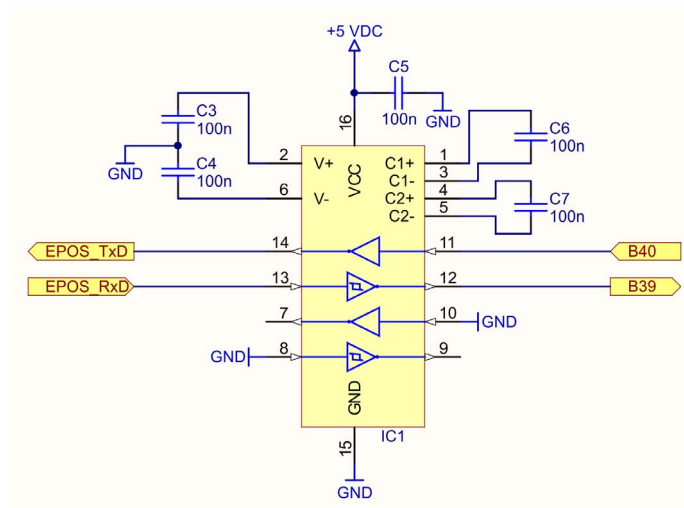 +5 VDC
C5
100n
GND
16
C3
100n
GND
C4
100n
C6
100n
C7
100n
2
V+
VCC
C1+
1
C1-
3
6
V-
C2+
4
C2-
5
EPOS_TxD
14
11
B40
EPOS_RxD
13
12
B39
7
10
GND
GND
8
9
GND
IC1
15
GND